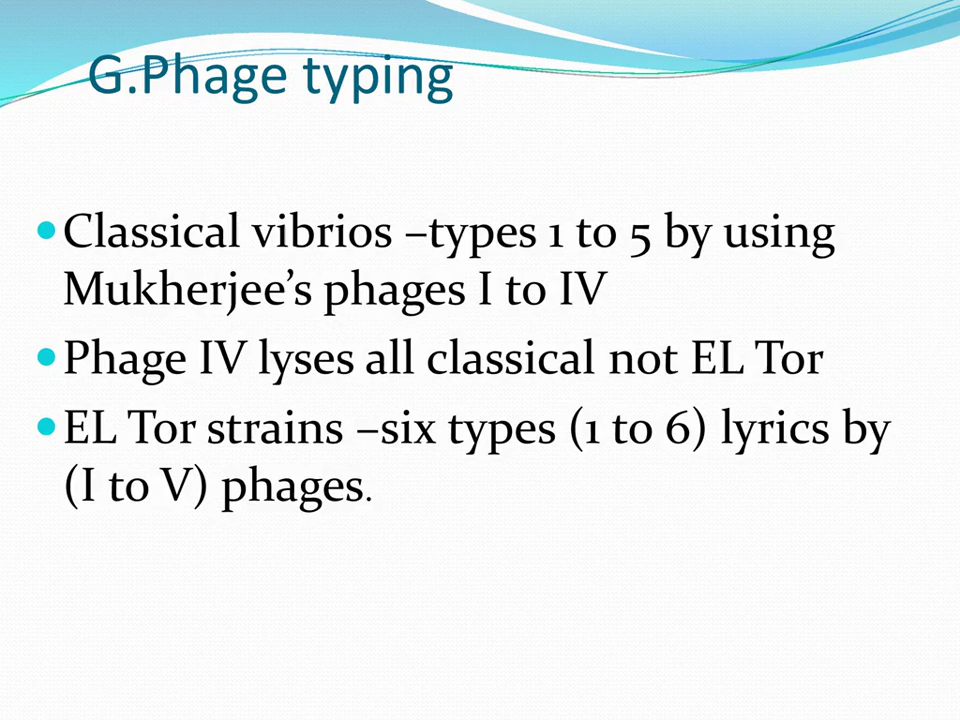 G.Phage typing
Classical vibrios –types 1 to 5 by using
Mukherjee’s phages I to IV
Phage IV lyses all classical not EL Tor
EL Tor strains –six types (1 to 6) lyrics by
(I to V) phages.